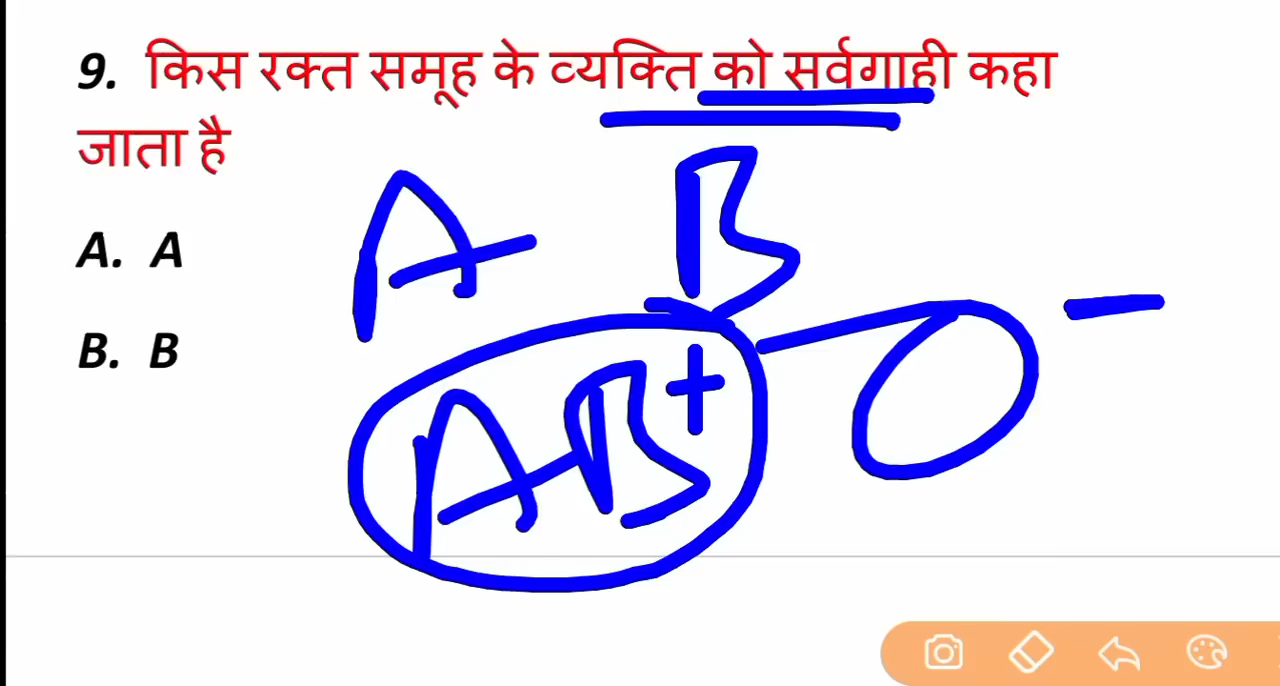 9. किस रक्त समूह के व्यक्ति को सर्वगाही कहा
जाता है
A. A
B. B
A B
AB+ O-